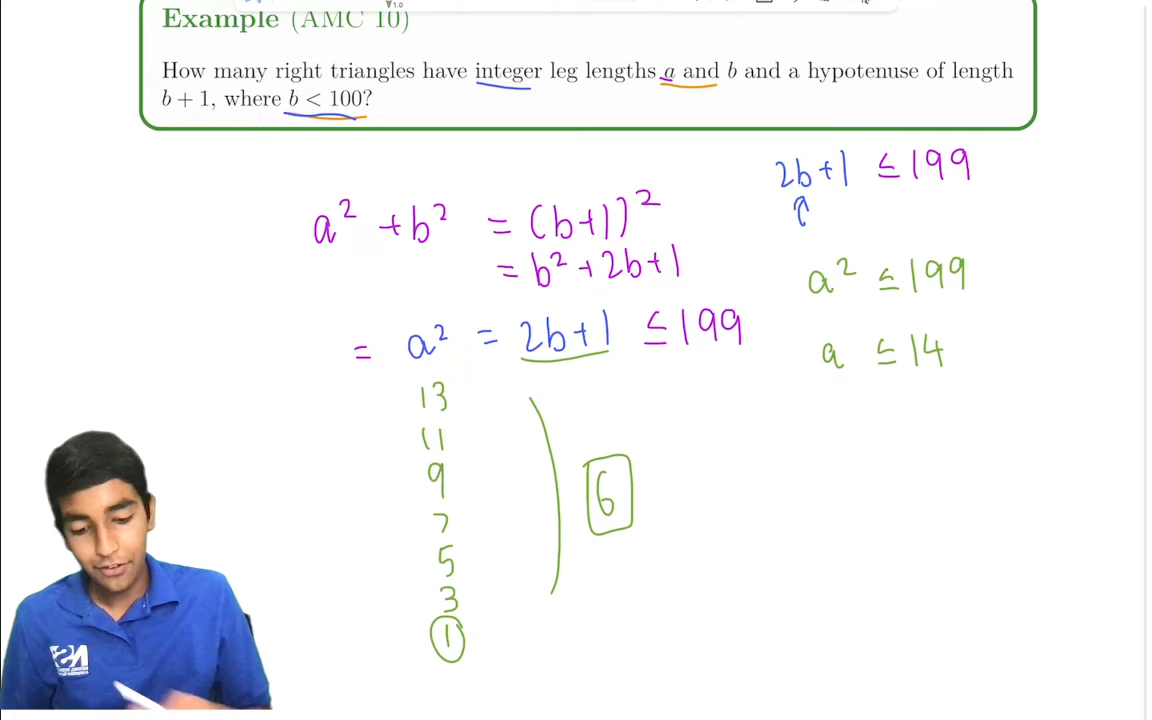 Example (AMC 10)
How many right triangles have integer leg lengths a and b and a hypotenuse of length
b + 1, where b < 100?
2b+1 ≤ 199
a² + b² = (b+1)²
= b² + 2b + 1
a² ≤ 199
= a² = 2b+1 ≤ 199
a ≤ 14
13
11
9
7
5
3
1
6